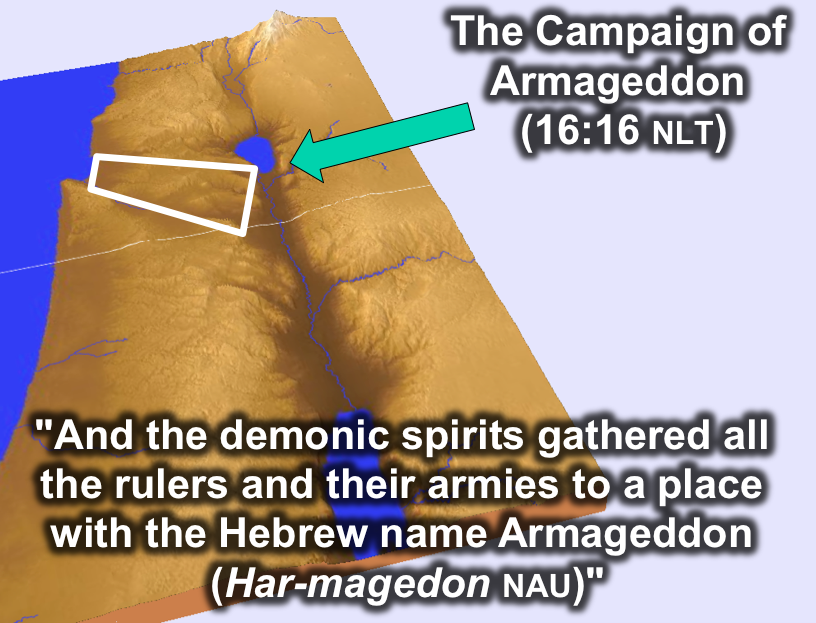 The Campaign of
Armageddon
(16:16 NLT)
"And the demonic spirits gathered all
the rulers and their armies to a place
with the Hebrew name Armageddon
(Har-magedon NAU)"